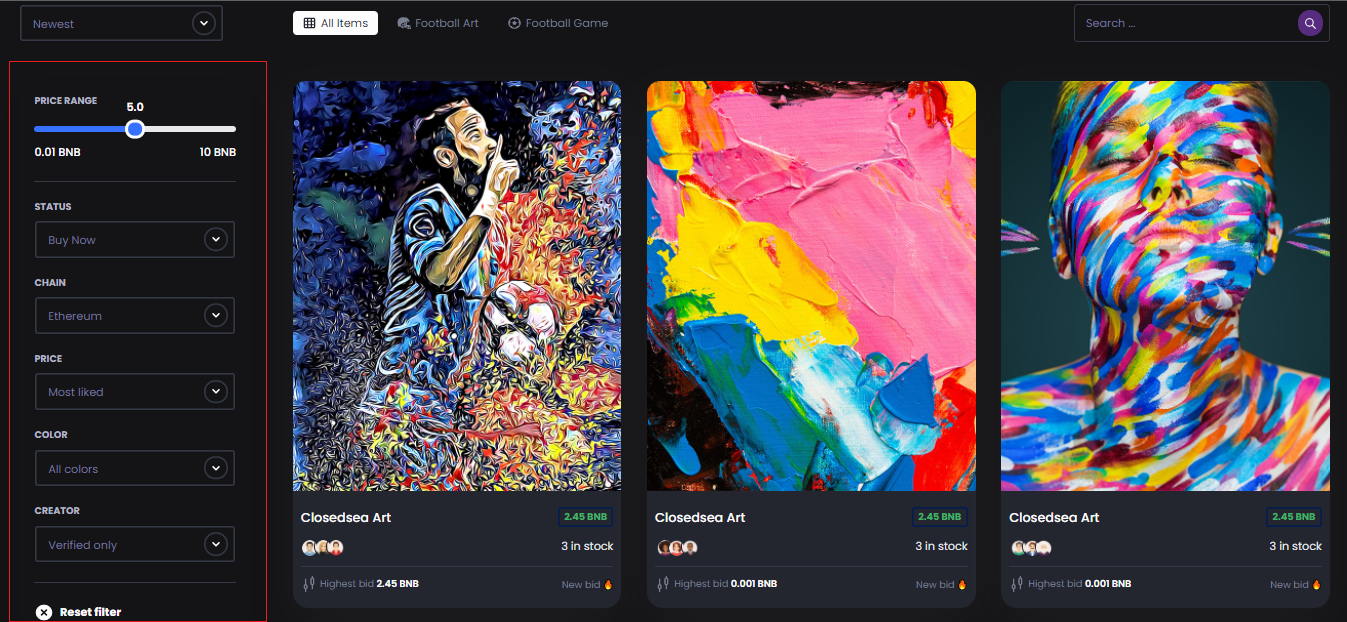 Newest
All Items
Football Art
Football Game
Search ...
PRICE RANGE
5.0
0.01 BNB
10 BNB
STATUS
Buy Now
CHAIN
Ethereum
PRICE
Most liked
COLOR
All colors
CREATOR
Verified only
Reset filter
Closedsea Art
2.45 BNB
3 in stock
Highest bid 2.45 BNB
New bid
Closedsea Art
2.45 BNB
3 in stock
Highest bid 0.001 BNB
New bid
Closedsea Art
2.45 BNB
3 in stock
Highest bid 0.001 BNB
New bid